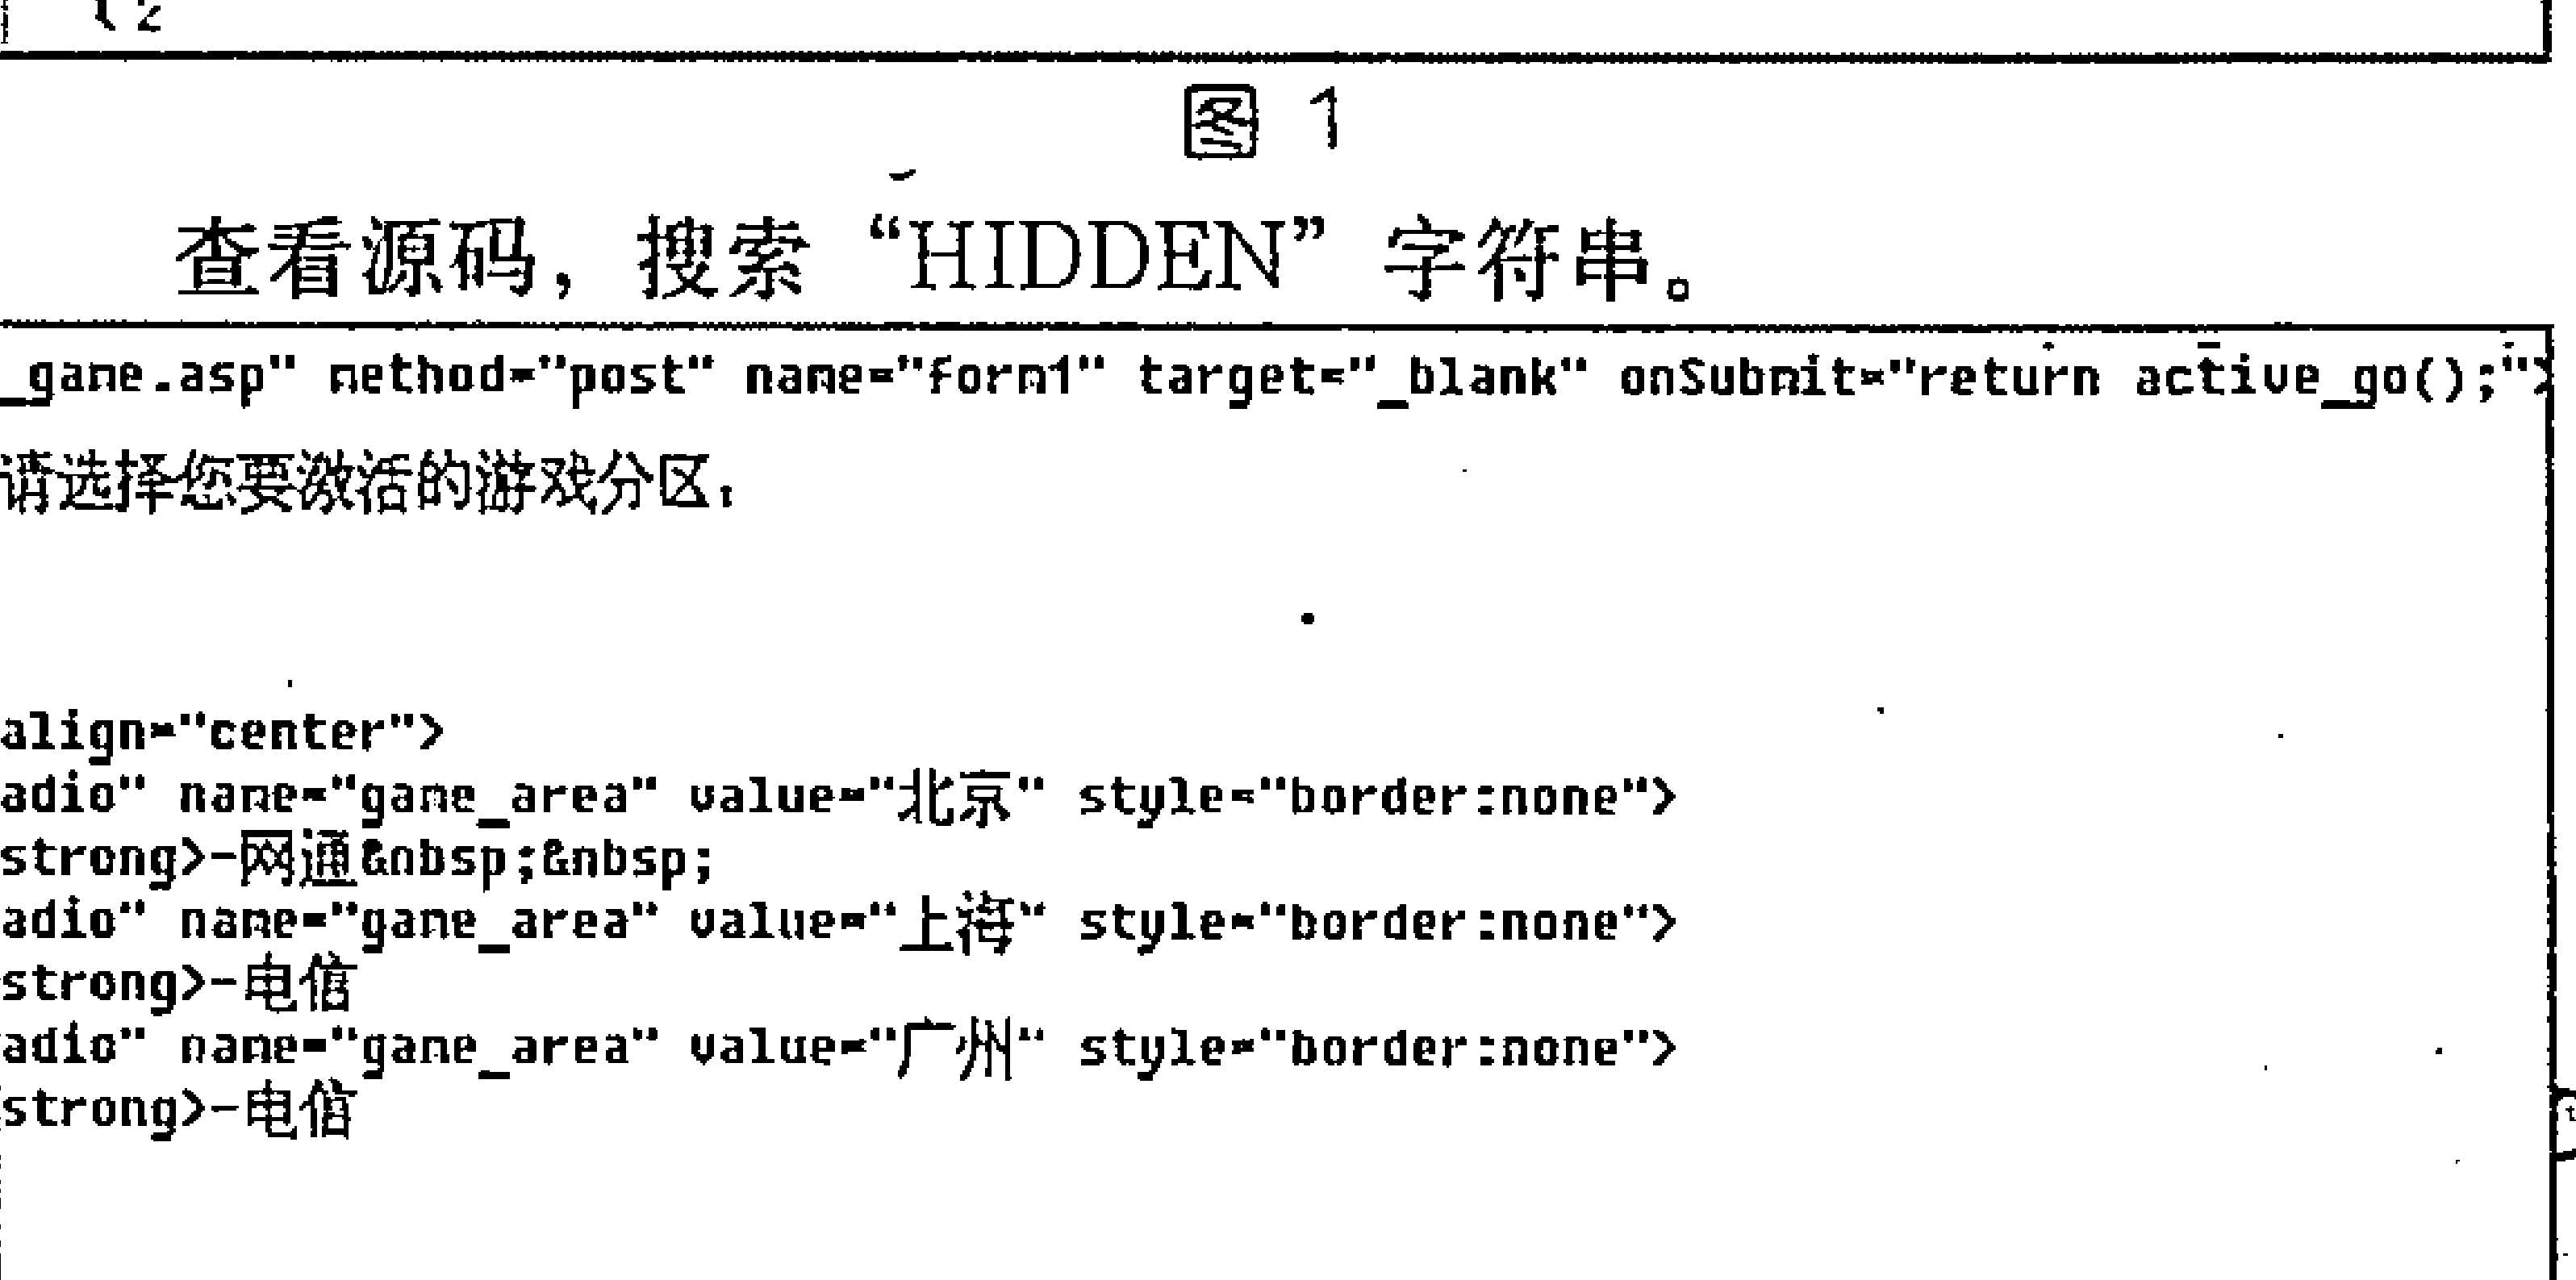 图 1
查看源码，搜索“HIDDEN”字符串。
_game.asp" method="post" name="form1" target="_blank" onSubmit="return active_go();">
请选择您要激活的游戏分区：
align="center">
adio" name="game_area" value="北京" style="border:none">
strong>-网通&nbsp;&nbsp;
adio" name="game_area" value="上海" style="border:none">
strong>-电信
adio" name="game_area" value="广州" style="border:none">
strong>-电信